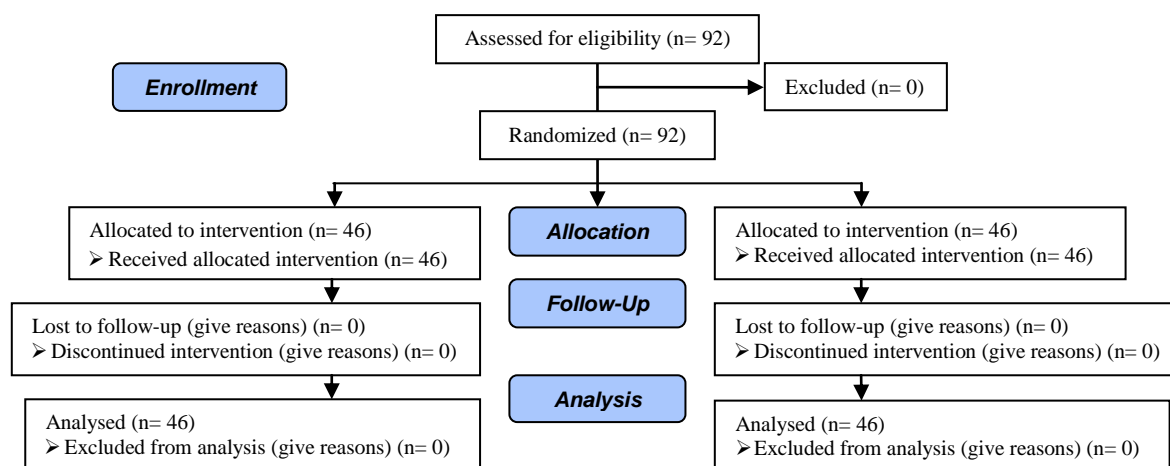 Assessed for eligibility (n= 92)
Enrollment
Excluded (n= 0)
Randomized (n= 92)
Allocated to intervention (n= 46)
➢ Received allocated intervention (n= 46)
Allocation
Allocated to intervention (n= 46)
➢ Received allocated intervention (n= 46)
Follow-Up
Lost to follow-up (give reasons) (n= 0)
➢ Discontinued intervention (give reasons) (n= 0)
Lost to follow-up (give reasons) (n= 0)
➢ Discontinued intervention (give reasons) (n= 0)
Analysis
Analysed (n= 46)
➢ Excluded from analysis (give reasons) (n= 0)
Analysed (n= 46)
➢ Excluded from analysis (give reasons) (n= 0)